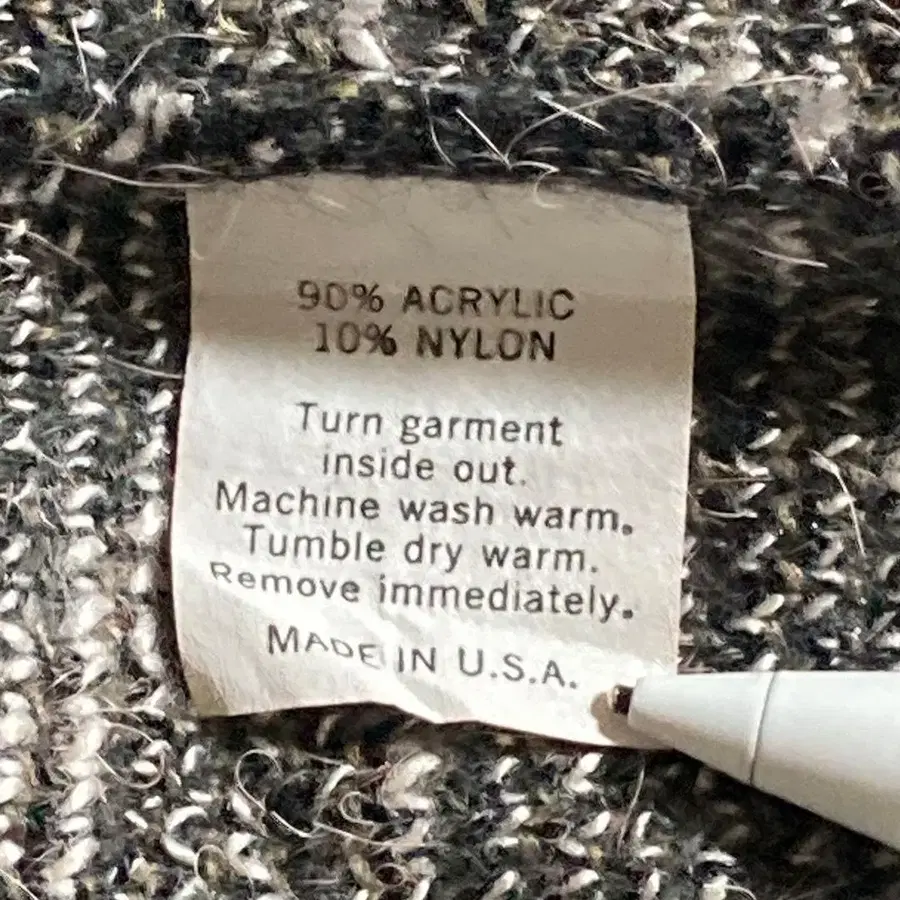 90% ACRYLIC
10% NYLON
Turn garment
inside out.
Machine wash warm.
Tumble dry warm.
Remove immediately.
MADE IN U.S.A.